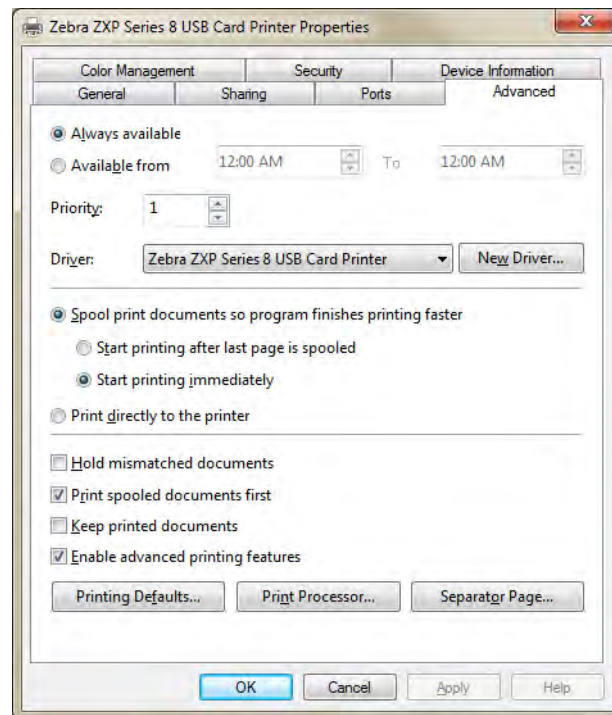 Zebra ZXP Series 8 USB Card Printer Properties
Color Management Security Device Information
General Sharing Ports Advanced
Always available
Available from 12:00 AM To 12:00 AM
Priority: 1
Driver: Zebra ZXP Series 8 USB Card Printer New Driver...
Spool print documents so program finishes printing faster
Start printing after last page is spooled
Start printing immediately
Print directly to the printer
Hold mismatched documents
Print spooled documents first
Keep printed documents
Enable advanced printing features
Printing Defaults... Print Processor... Separator Page...
OK Cancel Apply Help